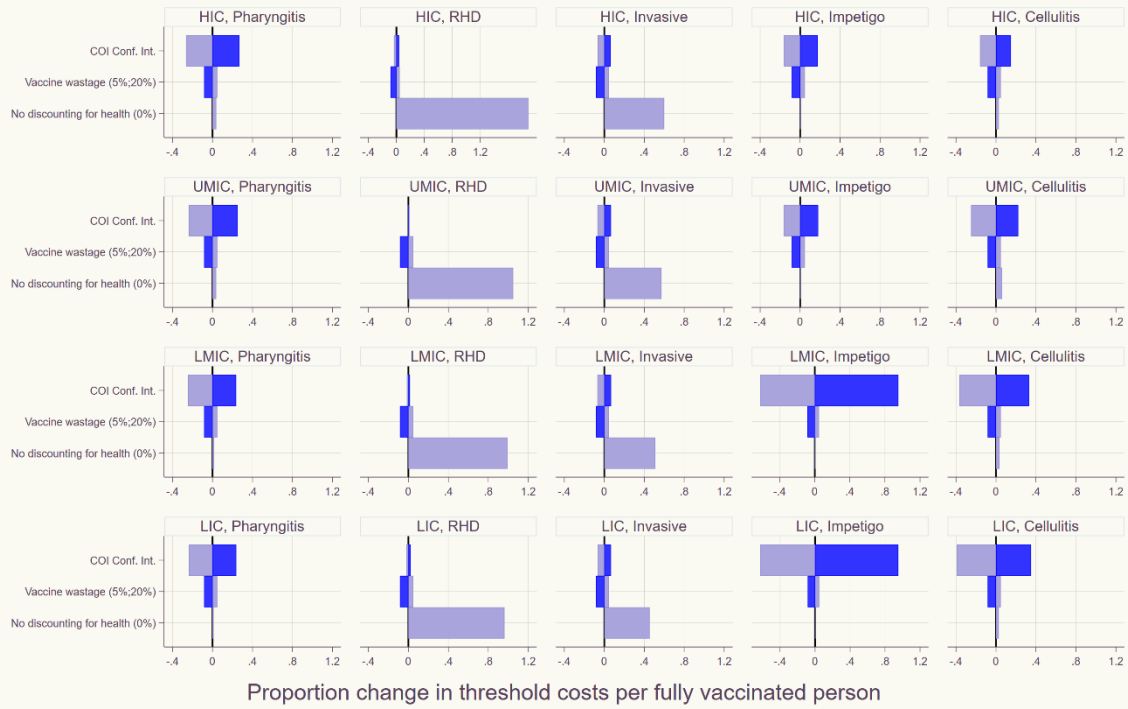 HIC, Pharyngitis HIC, RHD HIC, Invasive HIC, Impetigo HIC, Cellulitis
COI Conf. Int.
Vaccine wastage (5%;20%)
No discounting for health (0%)
-.4 0 .4 .8 1.2 -.4 0 .4 .8 1.2 -.4 0 .4 .8 1.2 -.4 0 .4 .8 1.2 -.4 0 .4 .8 1.2
UMIC, Pharyngitis UMIC, RHD UMIC, Invasive UMIC, Impetigo UMIC, Cellulitis
COI Conf. Int.
Vaccine wastage (5%;20%)
No discounting for health (0%)
-.4 0 .4 .8 1.2 -.4 0 .4 .8 1.2 -.4 0 .4 .8 1.2 -.4 0 .4 .8 1.2 -.4 0 .4 .8 1.2
LMIC, Pharyngitis LMIC, RHD LMIC, Invasive LMIC, Impetigo LMIC, Cellulitis
COI Conf. Int.
Vaccine wastage (5%;20%)
No discounting for health (0%)
-.4 0 .4 .8 1.2 -.4 0 .4 .8 1.2 -.4 0 .4 .8 1.2 -.4 0 .4 .8 1.2 -.4 0 .4 .8 1.2
LIC, Pharyngitis LIC, RHD LIC, Invasive LIC, Impetigo LIC, Cellulitis
COI Conf. Int.
Vaccine wastage (5%;20%)
No discounting for health (0%)
-.4 0 .4 .8 1.2 -.4 0 .4 .8 1.2 -.4 0 .4 .8 1.2 -.4 0 .4 .8 1.2 -.4 0 .4 .8 1.2
Proportion change in threshold costs per fully vaccinated person